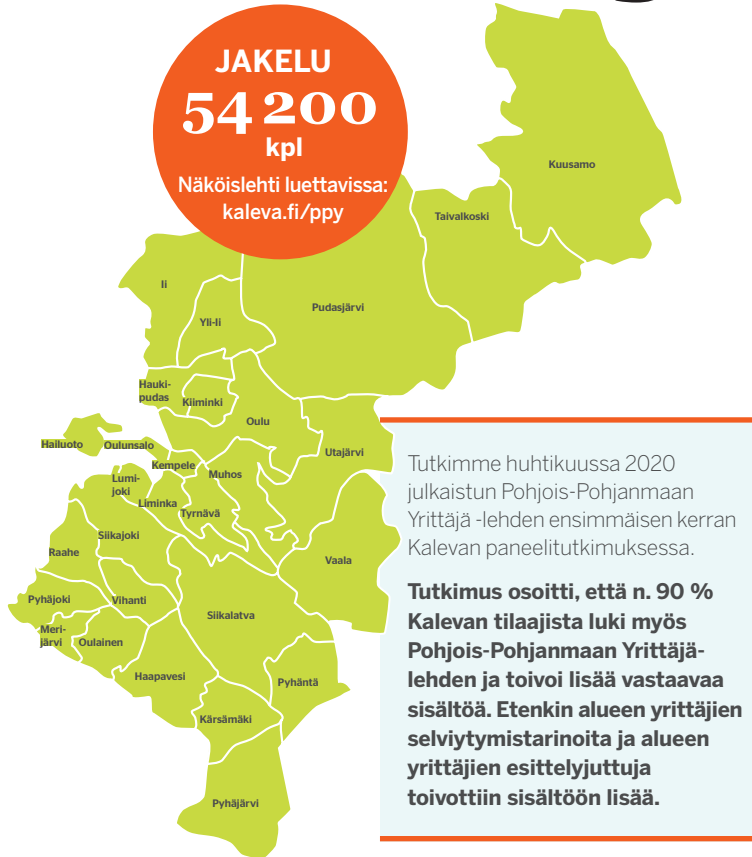 JAKELU
54 200
kpl
Näköislehti luettavissa:
kaleva.fi/ppy
Kuusamo
Taivalkoski
Ii
Pudasjärvi
Yli-Ii
Hauki-
pudas
Kiiminki
Oulu
Hailuoto
Oulunsalo
Utajärvi
Kempele
Muhos
Lumi-
joki
Liminka
Tyrnävä
Siikajoki
Raahe
Vaala
Pyhäjoki
Vihanti
Siikalatva
Meri-
järvi
Oulainen
Haapavesi
Pyhäntä
Kärsämäki
Pyhäjärvi
Tutkimme huhtikuussa 2020
julkaistun Pohjois-Pohjanmaan
Yrittäjä -lehden ensimmäisen kerran
Kalevan paneelitutkimuksessa.
Tutkimus osoitti, että n. 90 %
Kalevan tilaajista luki myös
Pohjois-Pohjanmaan Yrittäjä-
lehden ja toivoi lisää vastaavaa
sisältöä. Etenkin alueen yrittäjien
selviytymistarinoita ja alueen
yrittäjien esittelyjuttuja
toivottiin sisältöön lisää.